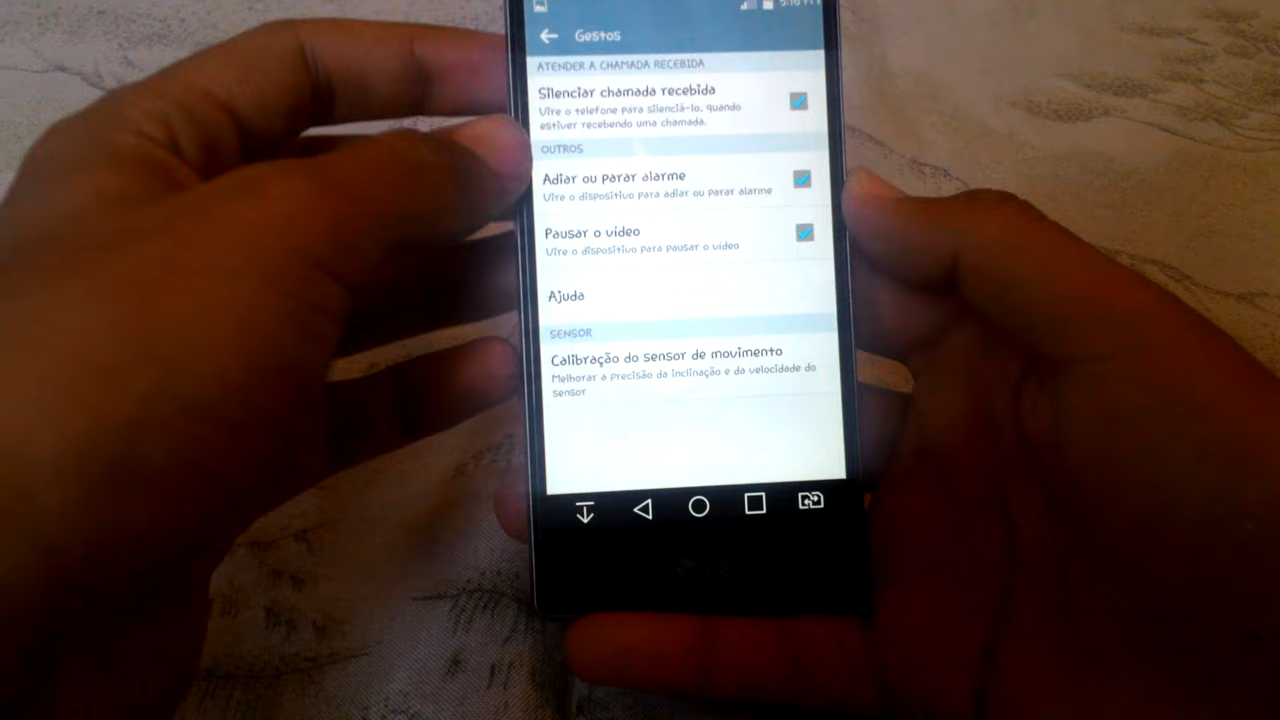 Gestos
ATENDER A CHAMADA RECEBIDA
Silenciar chamada recebida
Vire o telefone para silenciá-lo, quando
estiver recebendo uma chamada.
OUTROS
Adiar ou parar alarme
Vire o dispositivo para adiar ou parar alarme
Pausar o vídeo
Vire o dispositivo para pausar o vídeo
Ajuda
SENSOR
Calibração do sensor de movimento
Melhorar a precisão da inclinação e da velocidade do
sensor